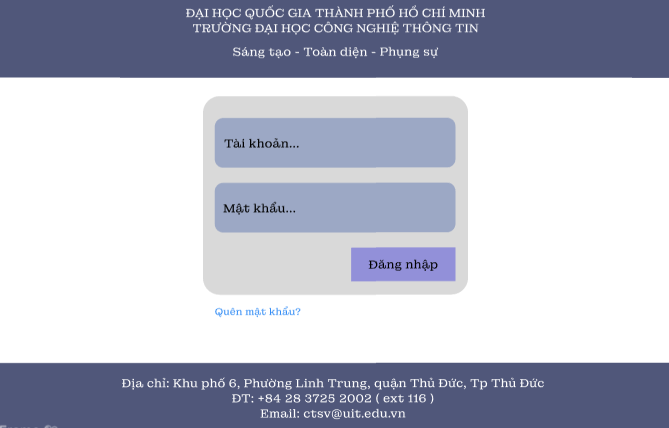 ĐẠI HỌC QUỐC GIA THÀNH PHỐ HỒ CHÍ MINH
TRƯỜNG ĐẠI HỌC CÔNG NGHIỆ THÔNG TIN
Sáng tạo - Toàn diện - Phụng sự
Tài khoản...
Mật khẩu...
Đăng nhập
Quên mật khẩu?
Địa chỉ: Khu phố 6, Phường Linh Trung, quận Thủ Đức, Tp Thủ Đức
ĐT: +84 28 3725 2002 ( ext 116 )
Email: ctsv@uit.edu.vn